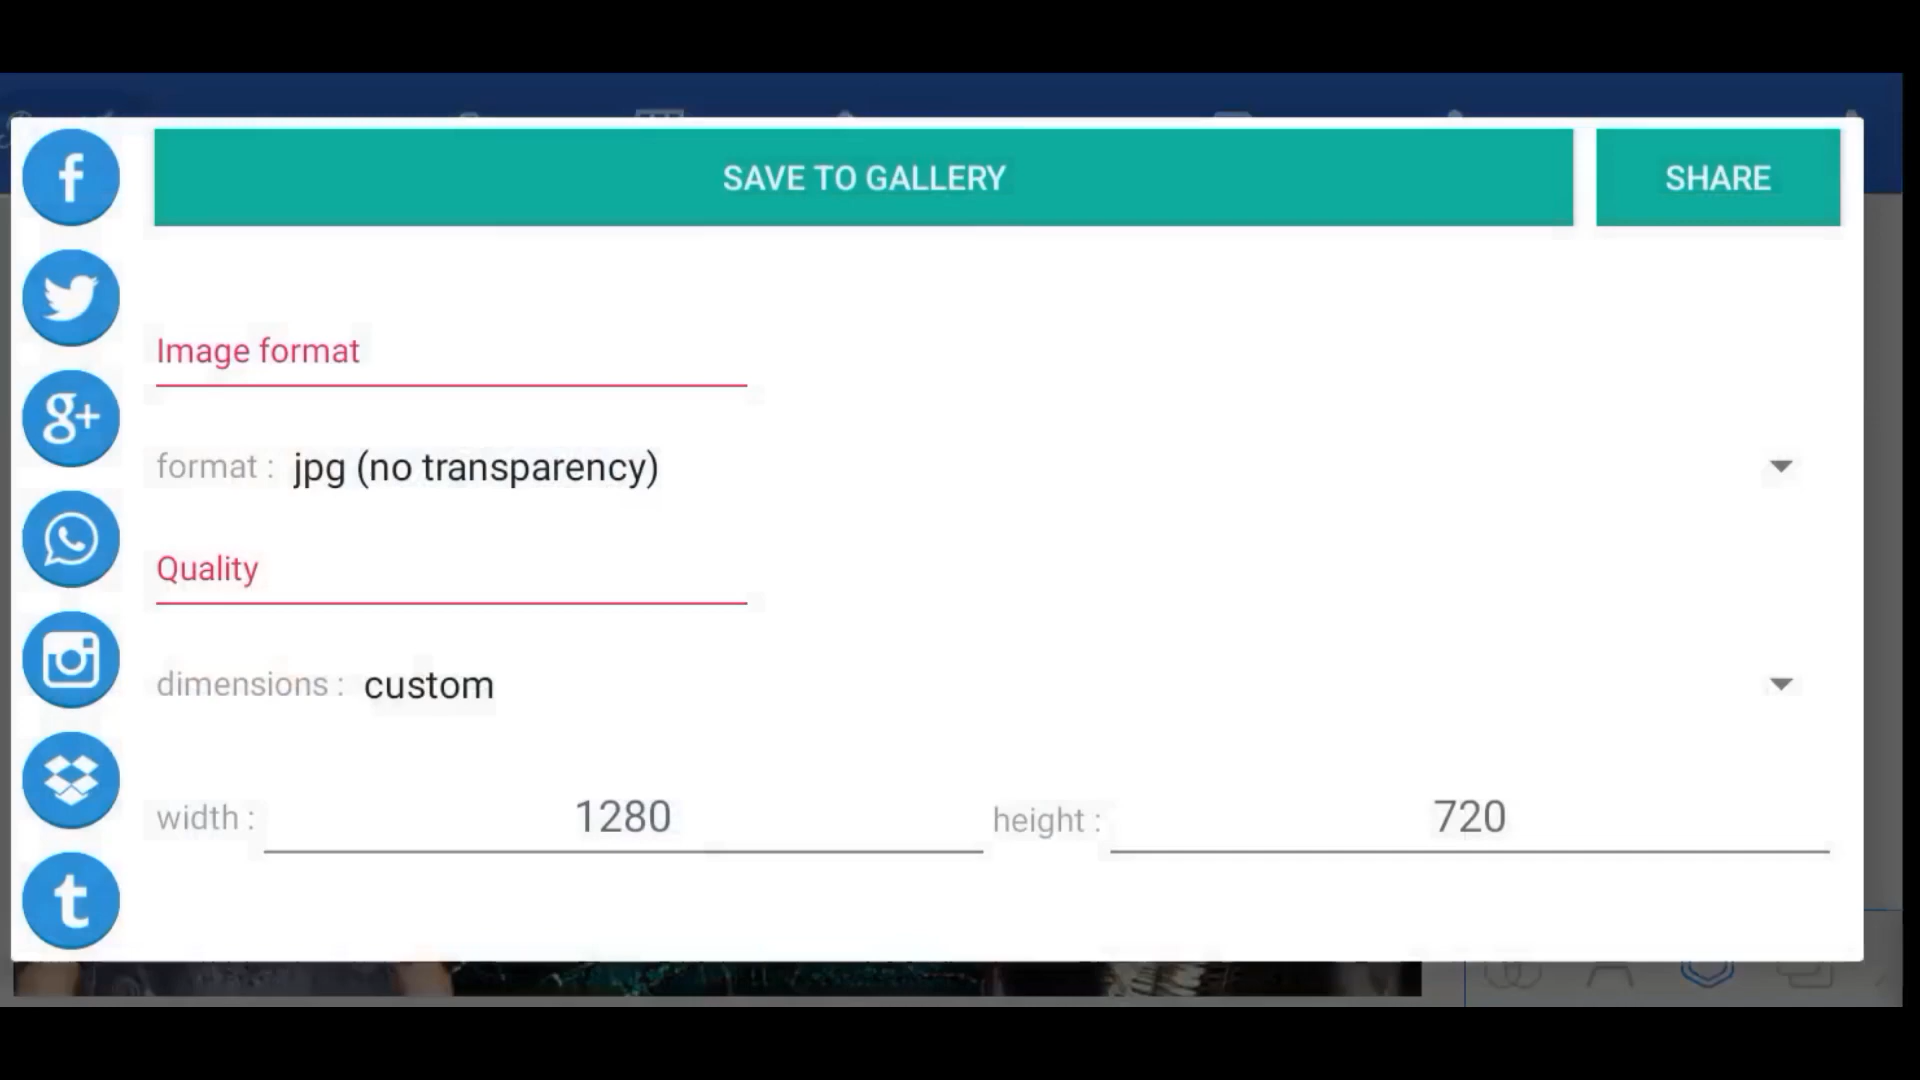 SAVE TO GALLERY
SHARE
Image format
format : jpg (no transparency)
Quality
dimensions : custom
width : 1280 height : 720